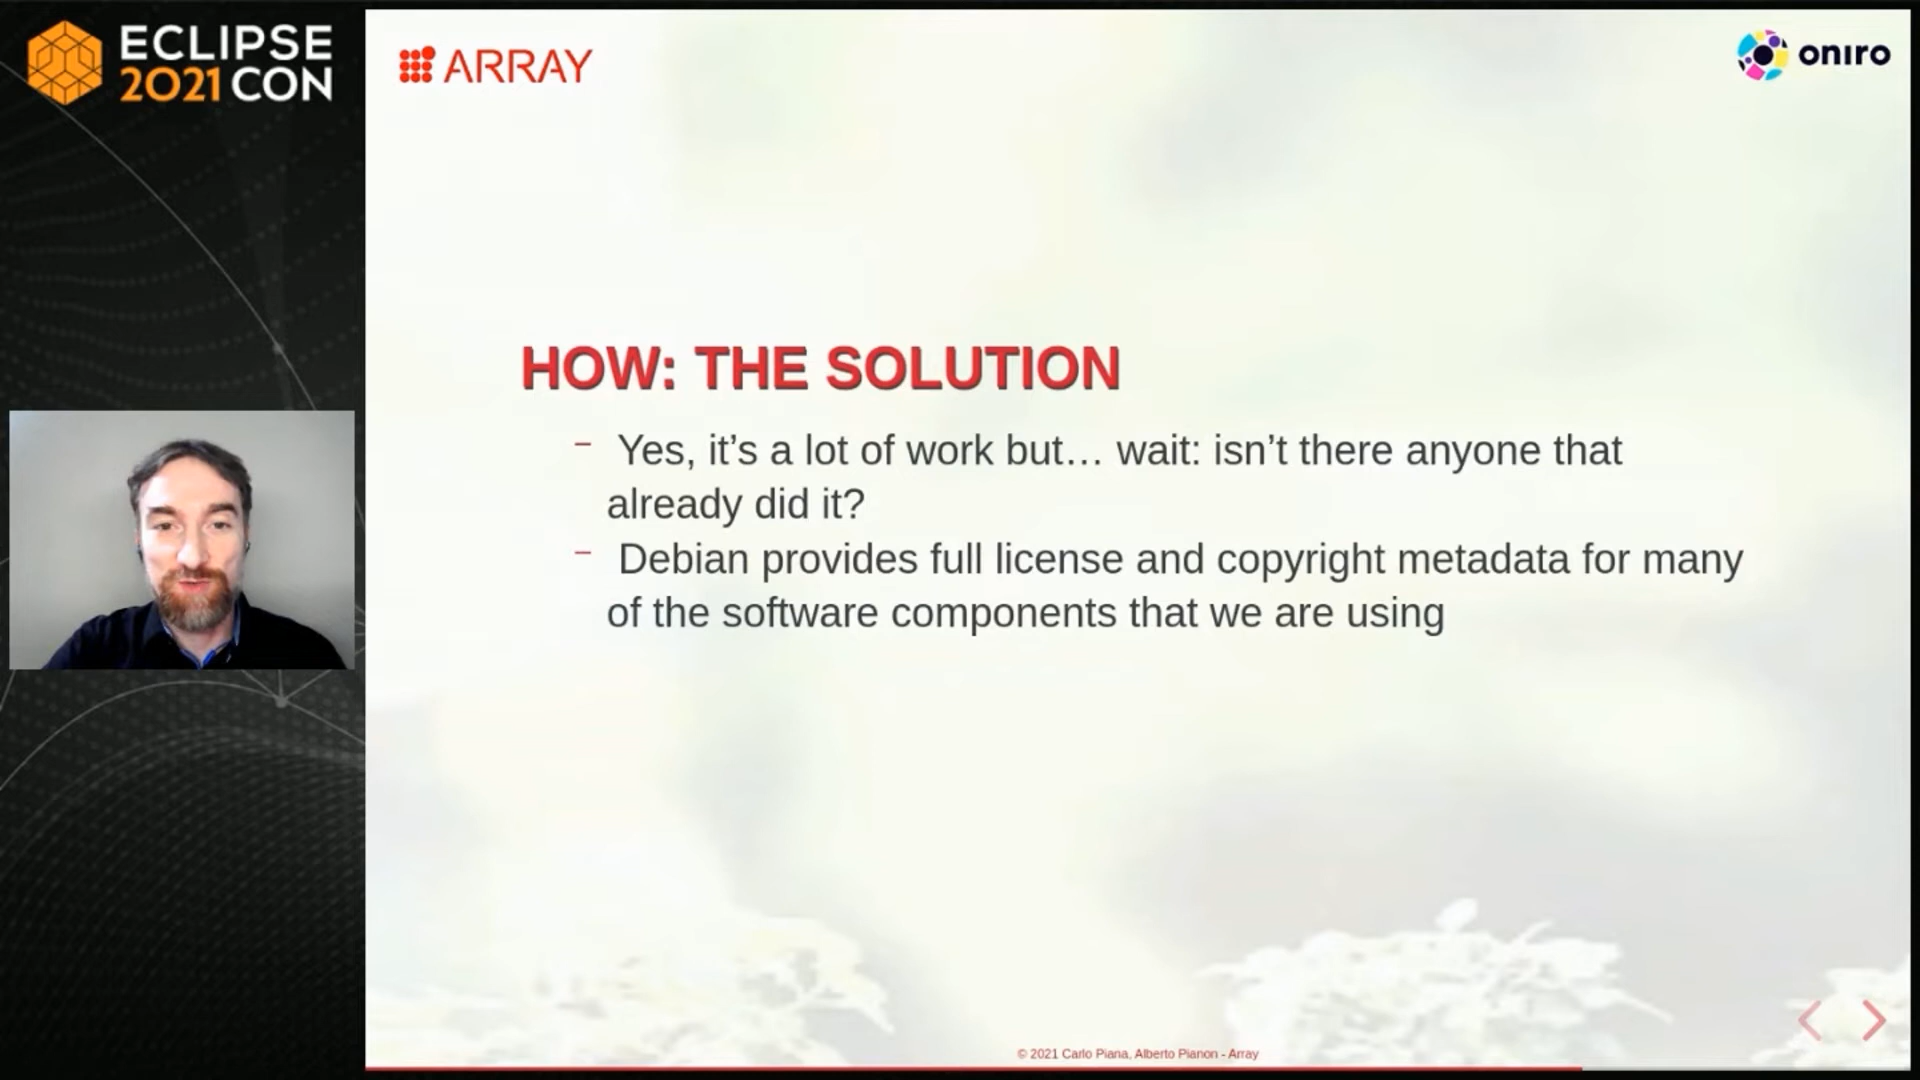 ECLIPSE
2021 CON
ARRAY
oniro
HOW: THE SOLUTION
– Yes, it’s a lot of work but… wait: isn’t there anyone that
already did it?
– Debian provides full license and copyright metadata for many
of the software components that we are using
© 2021 Carlo Piana, Alberto Pianon - Array